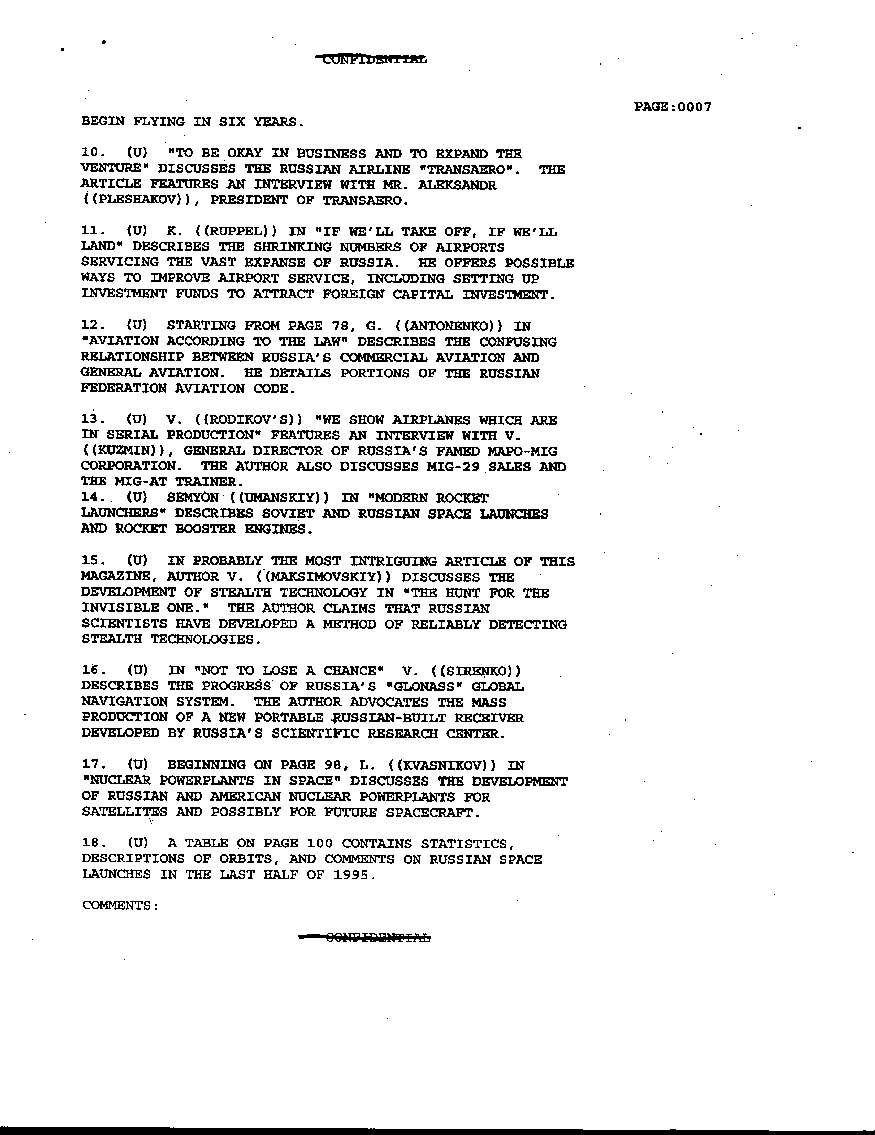 CONFIDENTIAL
PAGE:0007
BEGIN FLYING IN SIX YEARS.
10. (U) "TO BE OKAY IN BUSINESS AND TO EXPAND THE
VENTURE" DISCUSSES THE RUSSIAN AIRLINE "TRANSAERO". THE
ARTICLE FEATURES AN INTERVIEW WITH MR. ALEKSANDR
((PLESHAKOV)), PRESIDENT OF TRANSAERO.
11. (U) K. ((RUPPEL)) IN "IF WE'LL TAKE OFF, IF WE'LL
LAND" DESCRIBES THE SHRINKING NUMBERS OF AIRPORTS
SERVICING THE VAST EXPANSE OF RUSSIA. HE OFFERS POSSIBLE
WAYS TO IMPROVE AIRPORT SERVICE, INCLUDING SETTING UP
INVESTMENT FUNDS TO ATTRACT FOREIGN CAPITAL INVESTMENT.
12. (U) STARTING FROM PAGE 78, G. ((ANTONENKO)) IN
"AVIATION ACCORDING TO THE LAW" DESCRIBES THE CONFUSING
RELATIONSHIP BETWEEN RUSSIA'S COMMERCIAL AVIATION AND
GENERAL AVIATION. HE DETAILS PORTIONS OF THE RUSSIAN
FEDERATION AVIATION CODE.
13. (U) V. ((RODIKOV'S)) "WE SHOW AIRPLANES WHICH ARE
IN SERIAL PRODUCTION" FEATURES AN INTERVIEW WITH V.
((KUZMIN)), GENERAL DIRECTOR OF RUSSIA'S FAMED MAPO-MIG
CORPORATION. THE AUTHOR ALSO DISCUSSES MIG-29 SALES AND
THE MIG-AT TRAINER.
14. (U) SEMYON ((UMANSKIY)) IN "MODERN ROCKET
LAUNCHERS" DESCRIBES SOVIET AND RUSSIAN SPACE LAUNCHES
AND ROCKET BOOSTER ENGINES.
15. (U) IN PROBABLY THE MOST INTRIGUING ARTICLE OF THIS
MAGAZINE, AUTHOR V. ((MAKSIMOVSKIY)) DISCUSSES THE
DEVELOPMENT OF STEALTH TECHNOLOGY IN "THE HUNT FOR THE
INVISIBLE ONE." THE AUTHOR CLAIMS THAT RUSSIAN
SCIENTISTS HAVE DEVELOPED A METHOD OF RELIABLY DETECTING
STEALTH TECHNOLOGIES.
16. (U) IN "NOT TO LOSE A CHANCE" V. ((SIRENKO))
DESCRIBES THE PROGRESS OF RUSSIA'S "GLONASS" GLOBAL
NAVIGATION SYSTEM. THE AUTHOR ADVOCATES THE MASS
PRODUCTION OF A NEW PORTABLE RUSSIAN-BUILT RECEIVER
DEVELOPED BY RUSSIA'S SCIENTIFIC RESEARCH CENTER.
17. (U) BEGINNING ON PAGE 98, L. ((KVASNIKOV)) IN
"NUCLEAR POWERPLANTS IN SPACE" DISCUSSES THE DEVELOPMENT
OF RUSSIAN AND AMERICAN NUCLEAR POWERPLANTS FOR
SATELLITES AND POSSIBLY FOR FUTURE SPACECRAFT.
18. (U) A TABLE ON PAGE 100 CONTAINS STATISTICS,
DESCRIPTIONS OF ORBITS, AND COMMENTS ON RUSSIAN SPACE
LAUNCHES IN THE LAST HALF OF 1995.
COMMENTS:
CONFIDENTIAL